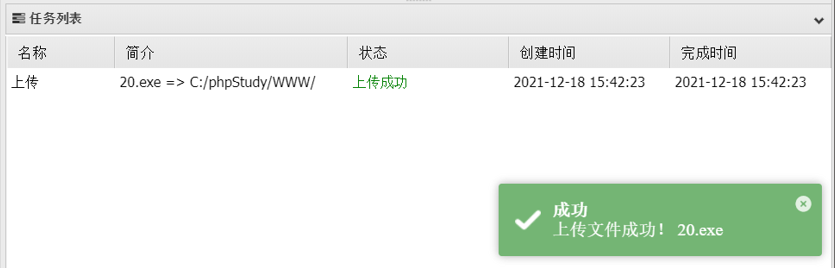 任务列表
名称 简介 状态 创建时间 完成时间
上传 20.exe => C:/phpStudy/WWW/ 上传成功 2021-12-18 15:42:23 2021-12-18 15:42:23
成功
上传文件成功! 20.exe